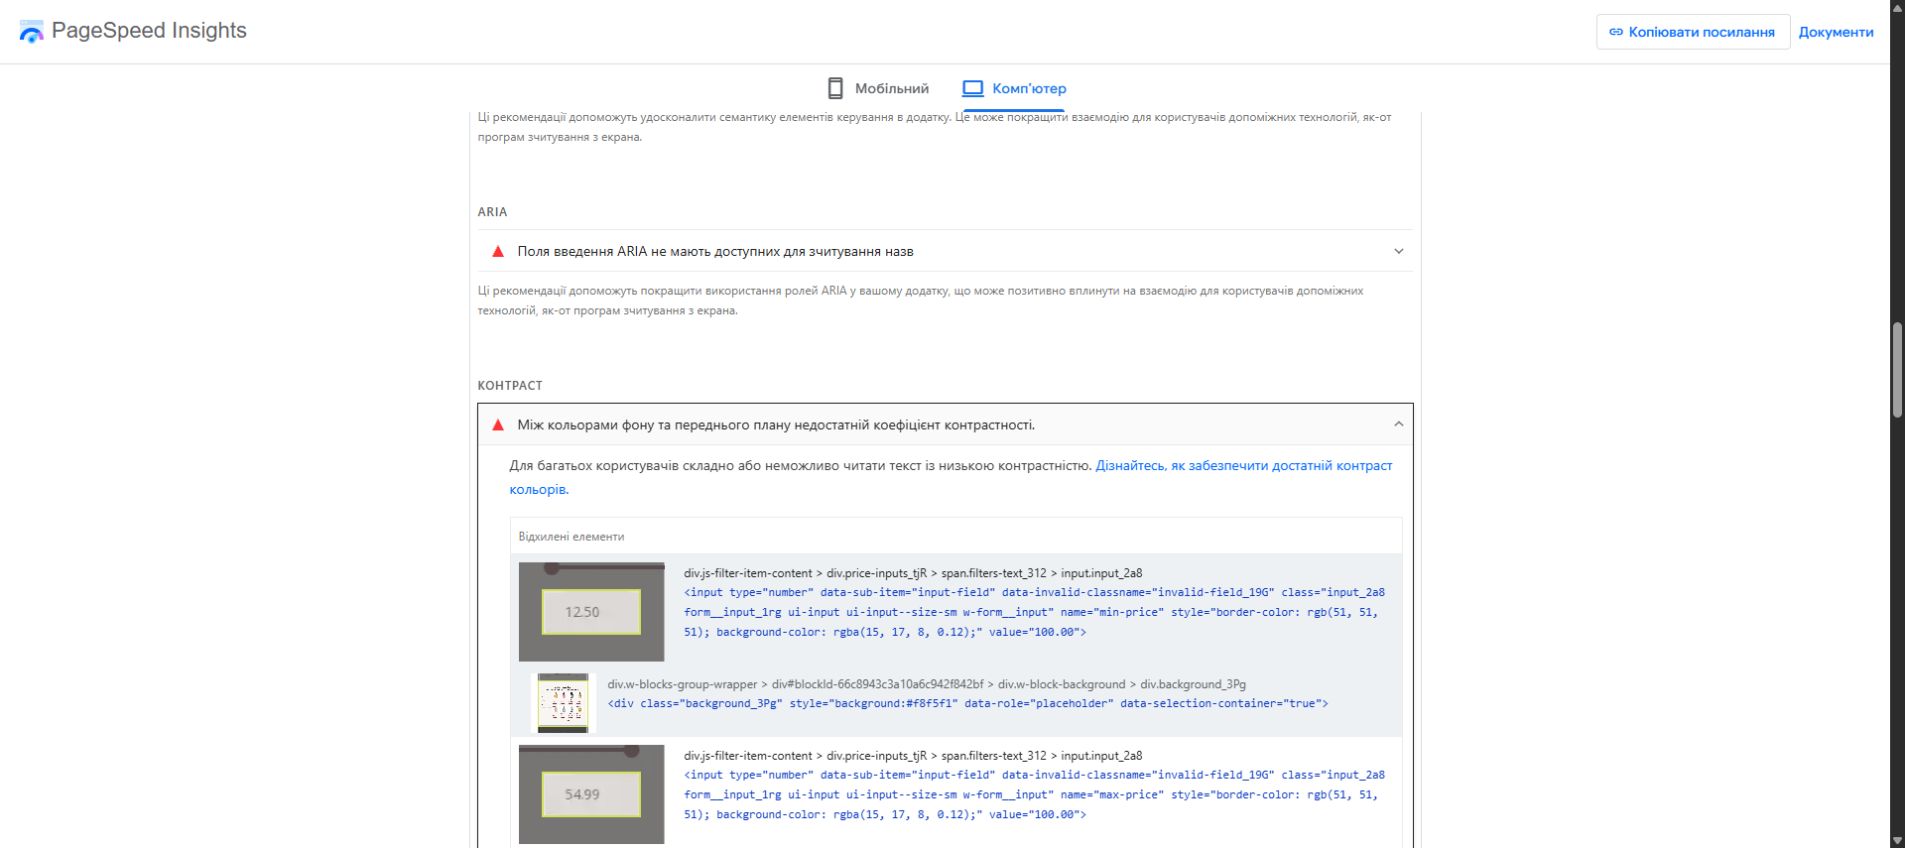 PageSpeed Insights
Копіювати посилання
Документи
Мобільний
Комп'ютер
Ці рекомендації допоможуть удосконалити семантику елементів керування в додатку. Це може покращити взаємодію для користувачів допоміжних технологій, як-от
програм зчитування з екрана.
ARIA
Поля введення ARIA не мають доступних для зчитування назв
Ці рекомендації допоможуть покращити використання ролей ARIA у вашому додатку, що може позитивно вплинути на взаємодію для користувачів допоміжних
технологій, як-от програм зчитування з екрана.
КОНТРАСТ
Між кольорами фону та переднього плану недостатній коефіцієнт контрастності.
Для багатьох користувачів складно або неможливо читати текст із низькою контрастністю. Дізнайтесь, як забезпечити достатній контраст
кольорів.
Відхилені елементи
12.50
div.js-filter-item-content > div.price-inputs_tjR > span.filters-text_312 > input.input_2a8
<input type="number" data-sub-item="input-field" data-invalid-classname="invalid-field_19G" class="input_2a8
form__input_1rg ui-input ui-input--size-sm w-form__input" name="min-price" style="border-color: rgb(51, 51,
51); background-color: rgba(15, 17, 8, 0.12);" value="100.00">
div.w-blocks-group-wrapper > div#blockId-66c8943c3a10a6c942f842bf > div.w-block-background > div.background_3Pg
<div class="background_3Pg" style="background:#f8f5f1" data-role="placeholder" data-selection-container="true">
54.99
div.js-filter-item-content > div.price-inputs_tjR > span.filters-text_312 > input.input_2a8
<input type="number" data-sub-item="input-field" data-invalid-classname="invalid-field_19G" class="input_2a8
form__input_1rg ui-input ui-input--size-sm w-form__input" name="max-price" style="border-color: rgb(51, 51,
51); background-color: rgba(15, 17, 8, 0.12);" value="100.00">